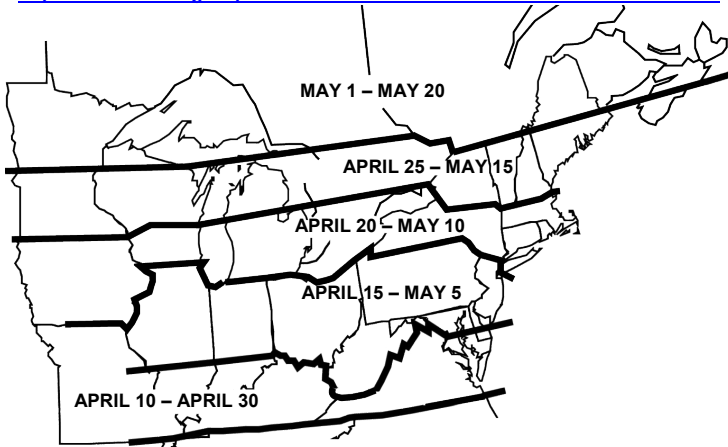 MAY 1 – MAY 20
APRIL 25 – MAY 15
APRIL 20 – MAY 10
APRIL 15 – MAY 5
APRIL 10 – APRIL 30